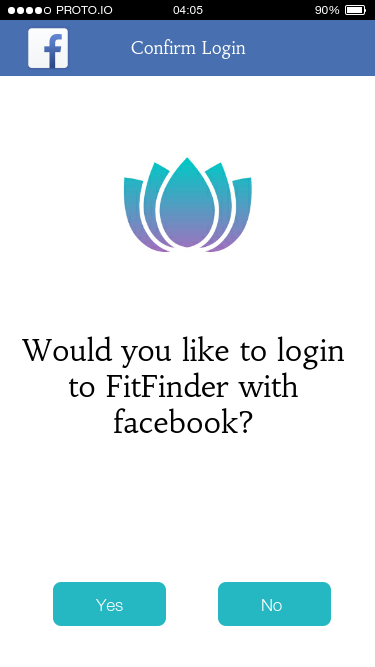 PROTO.IO 04:05 90%
Confirm Login
Would you like to login
to FitFinder with
facebook?
Yes No